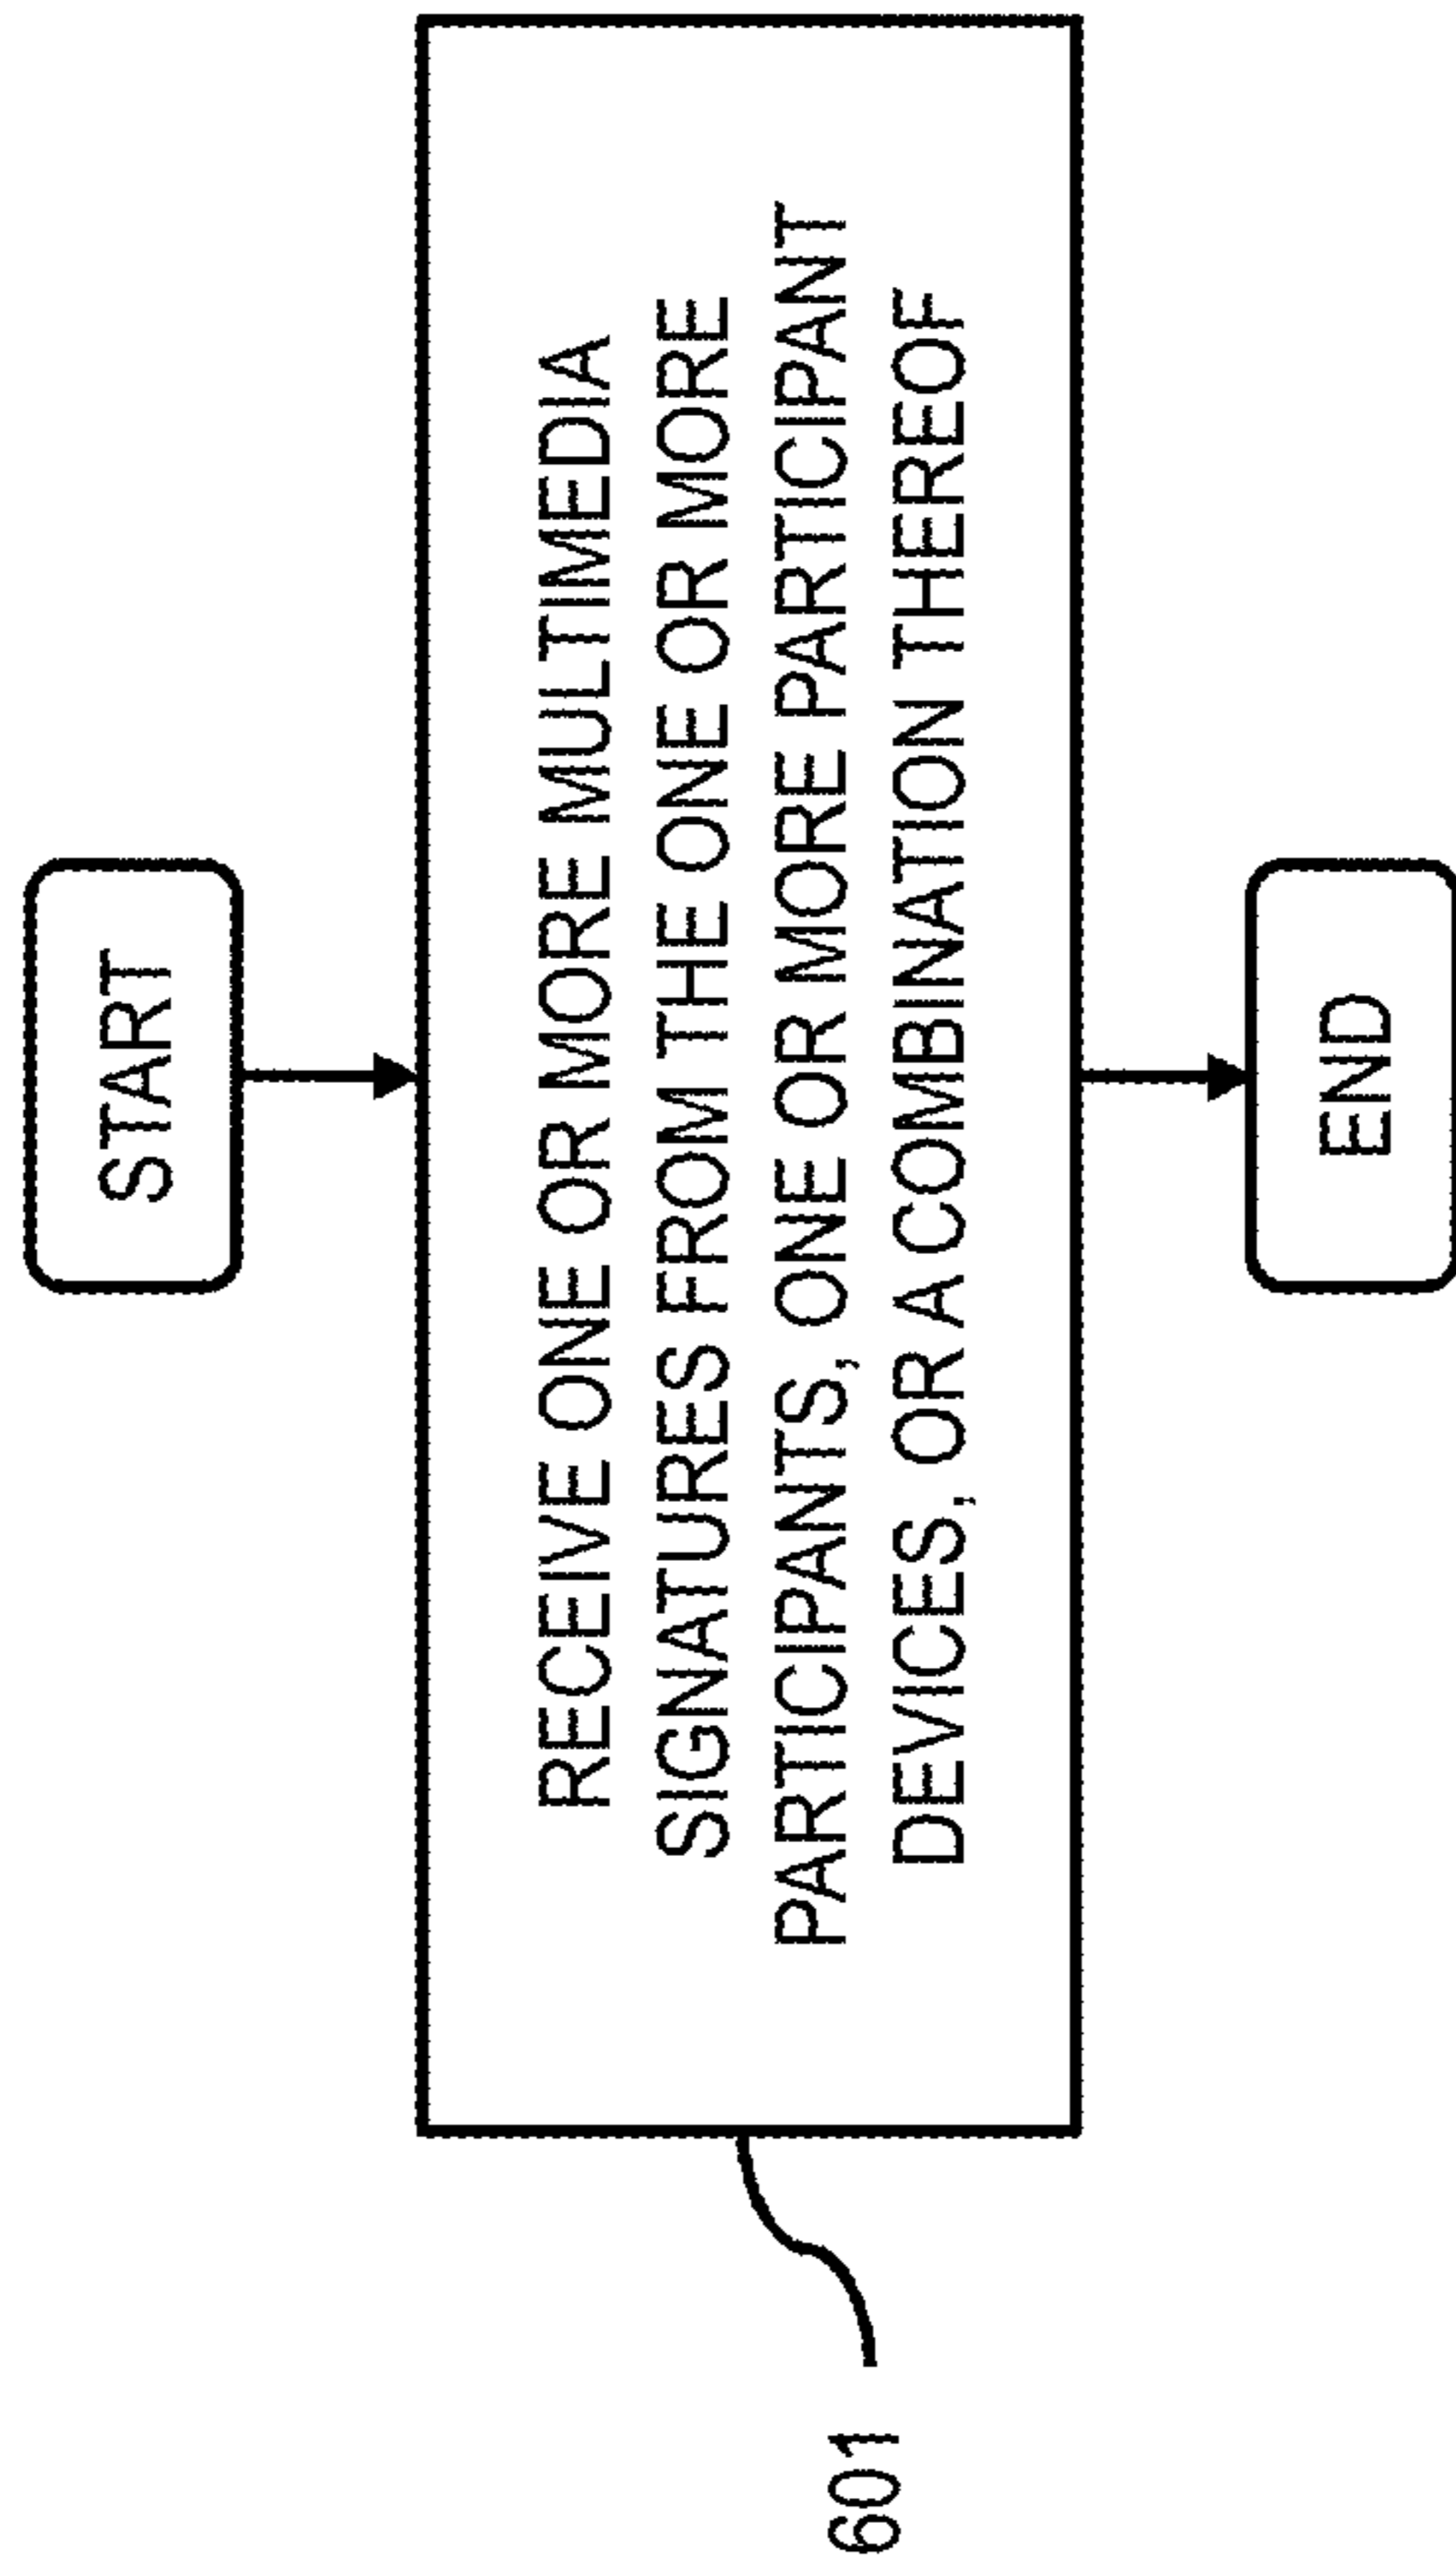 START
RECEIVE ONE OR MORE MULTIMEDIA
SIGNATURES FROM THE ONE OR MORE
PARTICIPANTS, ONE OR MORE PARTICIPANT
DEVICES, OR A COMBINATION THEREOF
601
END